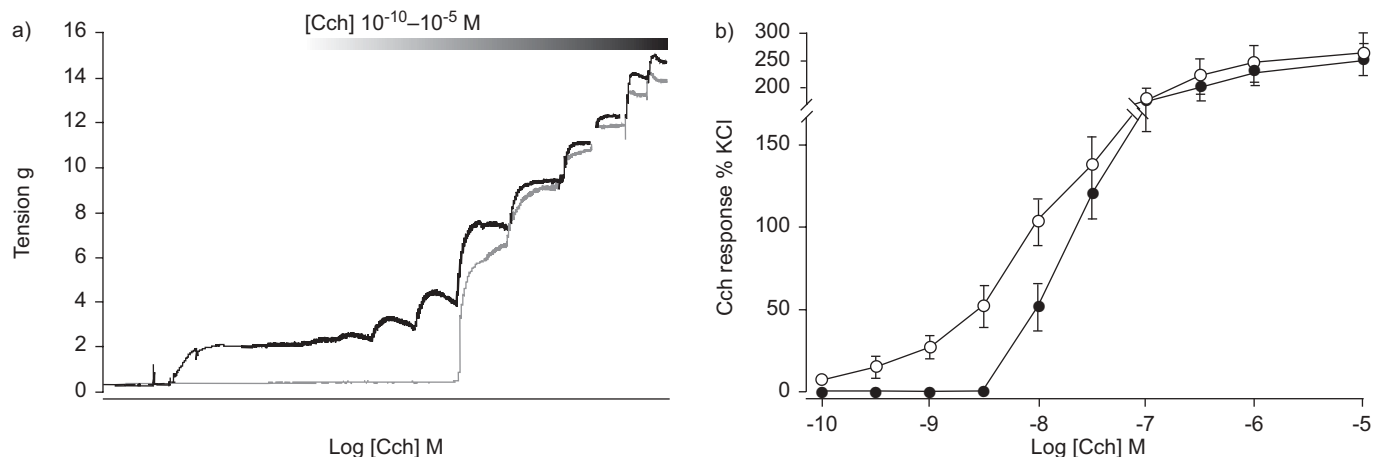 a)
[Cch] 10⁻¹⁰–10⁻⁵ M
16
14
12
10
8
6
4
2
0
Tension g
Log [Cch] M
b)
300
250
200
150
100
50
0
Cch response % KCl
-10 -9 -8 -7 -6 -5
Log [Cch] M